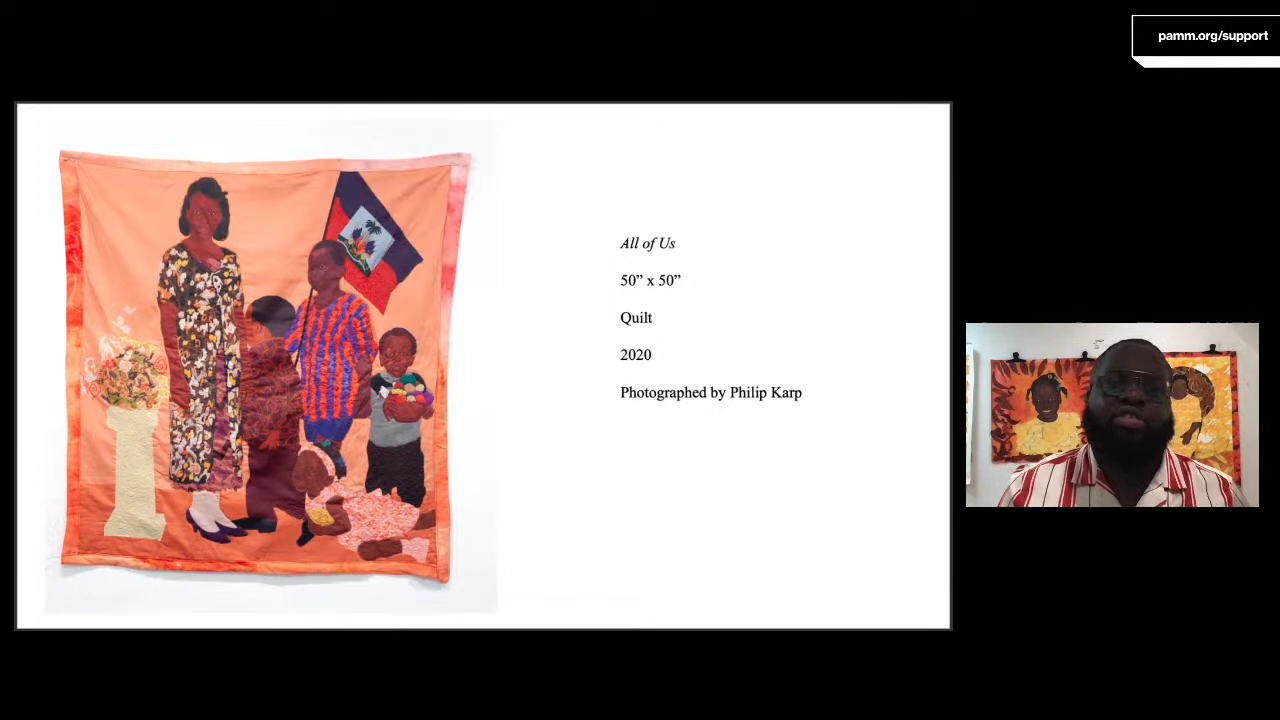 pamm.org/support
All of Us
50” x 50”
Quilt
2020
Photographed by Philip Karp